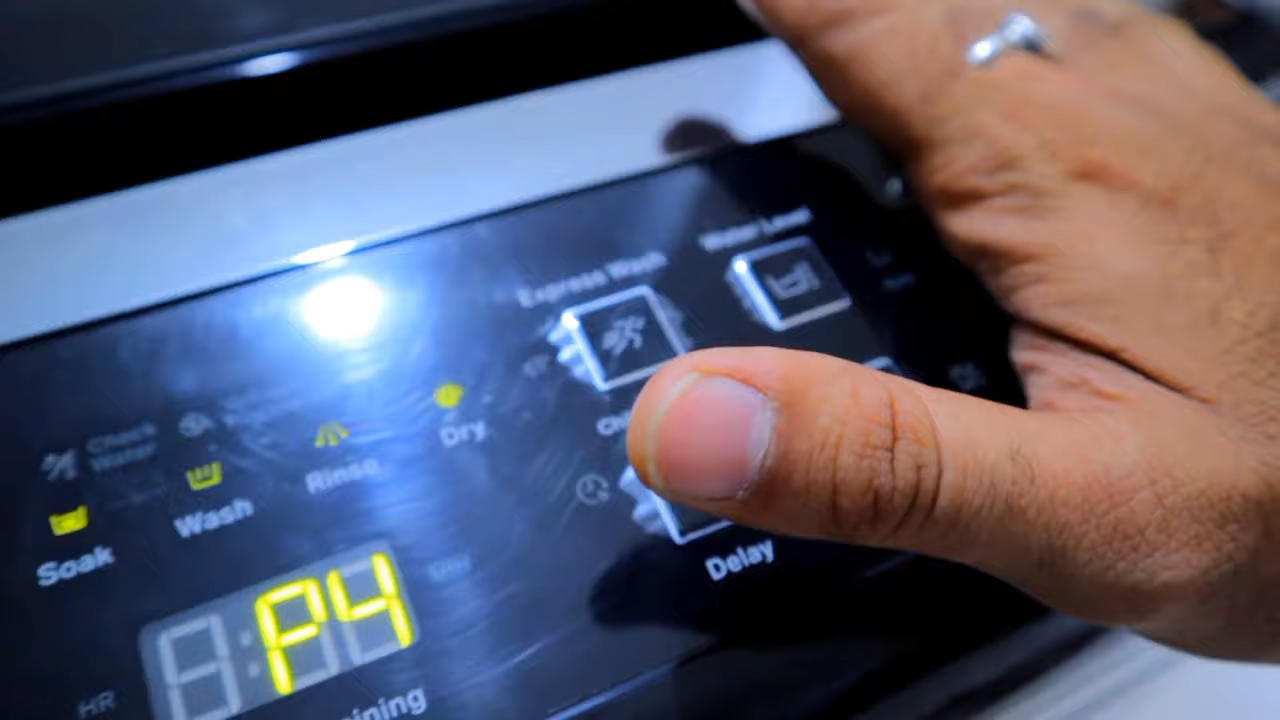 Water Level
Express Wash
Check
Water
Dry
Rinse
Wash
Soak
Delay
P4
HR